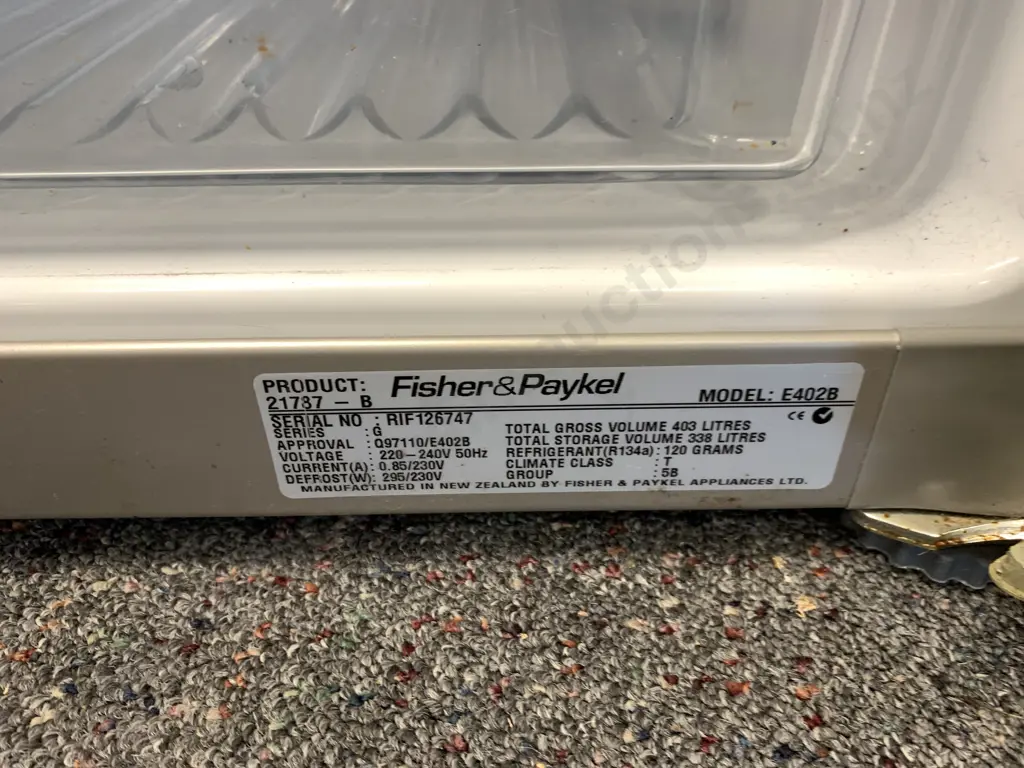 PRODUCT: Fisher&Paykel MODEL: E402B
21787 - B
SERIAL NO : RIF126747
SERIES : G
APPROVAL : Q97110/E402B
VOLTAGE : 220-240V 50Hz
CURRENT(A): 0.85/230V
DEFROST(W): 295/230V
CE
TOTAL GROSS VOLUME 403 LITRES
TOTAL STORAGE VOLUME 338 LITRES
REFRIGERANT(R134a): 120 GRAMS
CLIMATE CLASS : T
GROUP : 5B
MANUFACTURED IN NEW ZEALAND BY FISHER & PAYKEL APPLIANCES LTD.